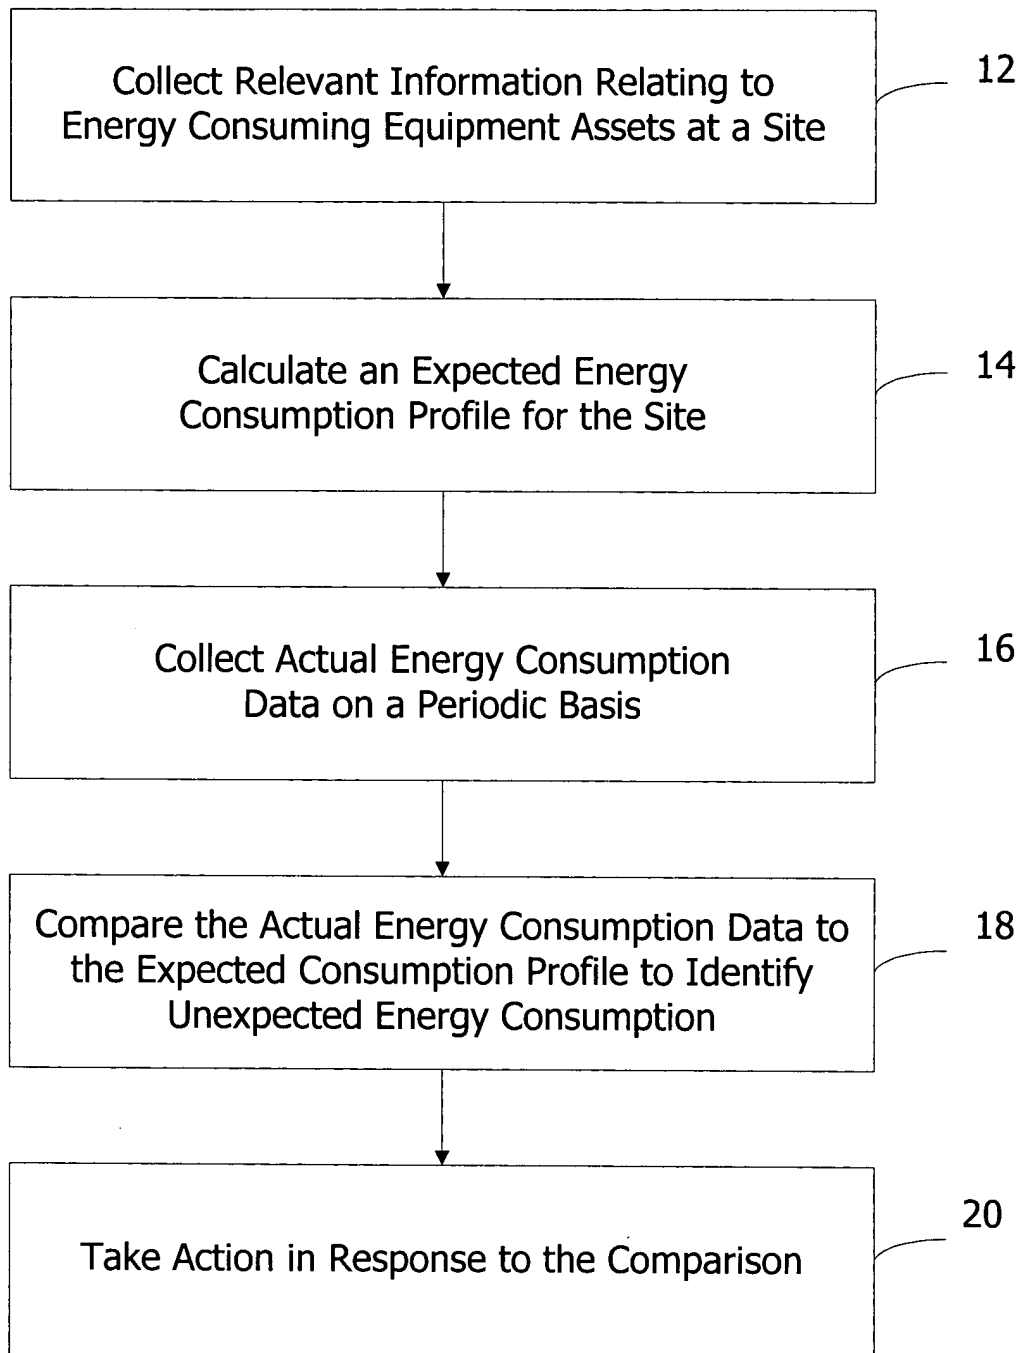 Collect Relevant Information Relating to
Energy Consuming Equipment Assets at a Site
12
Calculate an Expected Energy
Consumption Profile for the Site
14
Collect Actual Energy Consumption
Data on a Periodic Basis
16
Compare the Actual Energy Consumption Data to
the Expected Consumption Profile to Identify
Unexpected Energy Consumption
18
Take Action in Response to the Comparison
20